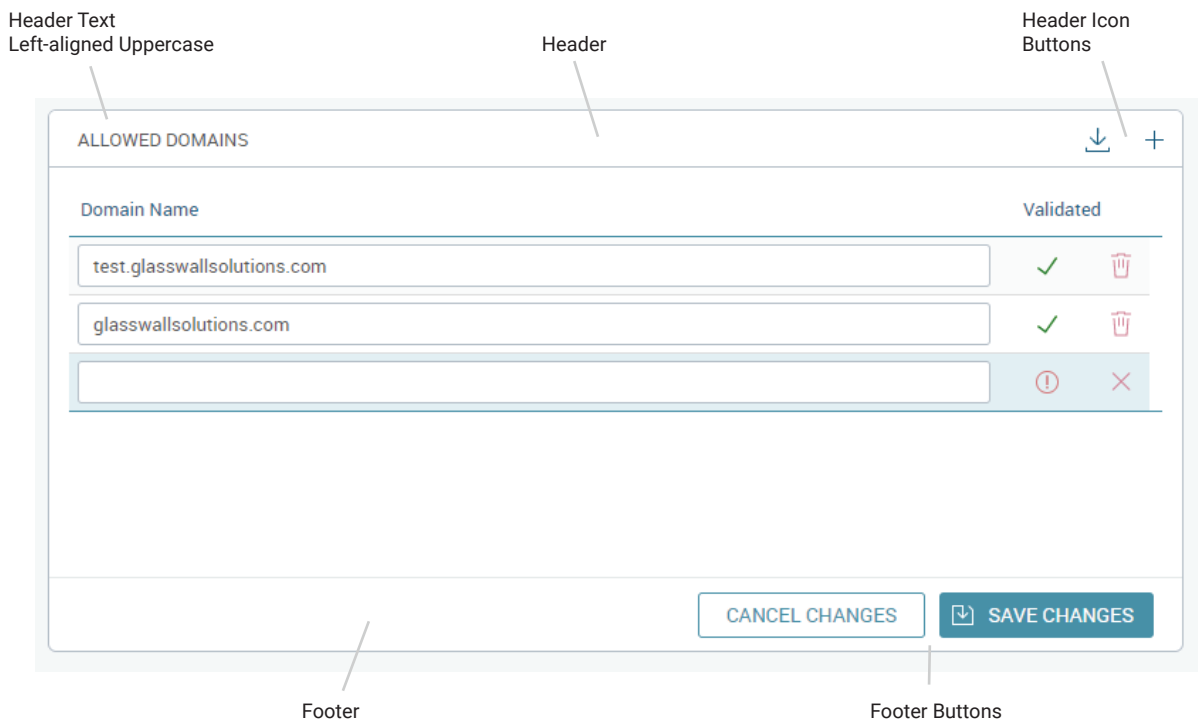 Header Text
Left-aligned Uppercase
Header
Header Icon
Buttons
ALLOWED DOMAINS
Domain Name
Validated
test.glasswallsolutions.com
glasswallsolutions.com
CANCEL CHANGES
SAVE CHANGES
Footer
Footer Buttons